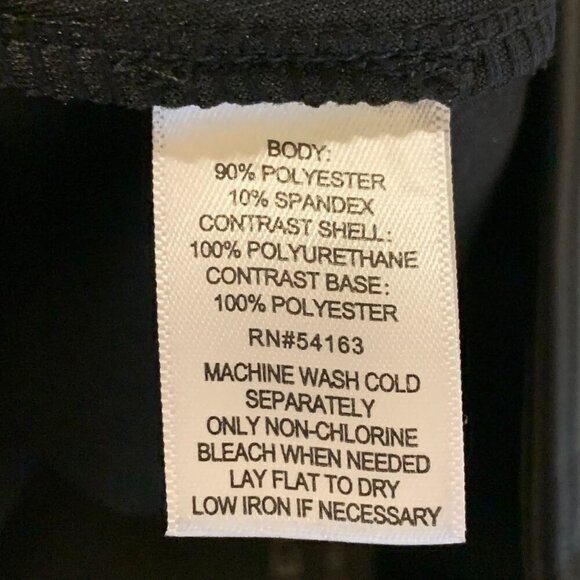 BODY:
90% POLYESTER
10% SPANDEX
CONTRAST SHELL:
100% POLYURETHANE
CONTRAST BASE:
100% POLYESTER
RN#54163
MACHINE WASH COLD
SEPARATELY
ONLY NON-CHLORINE
BLEACH WHEN NEEDED
LAY FLAT TO DRY
LOW IRON IF NECESSARY